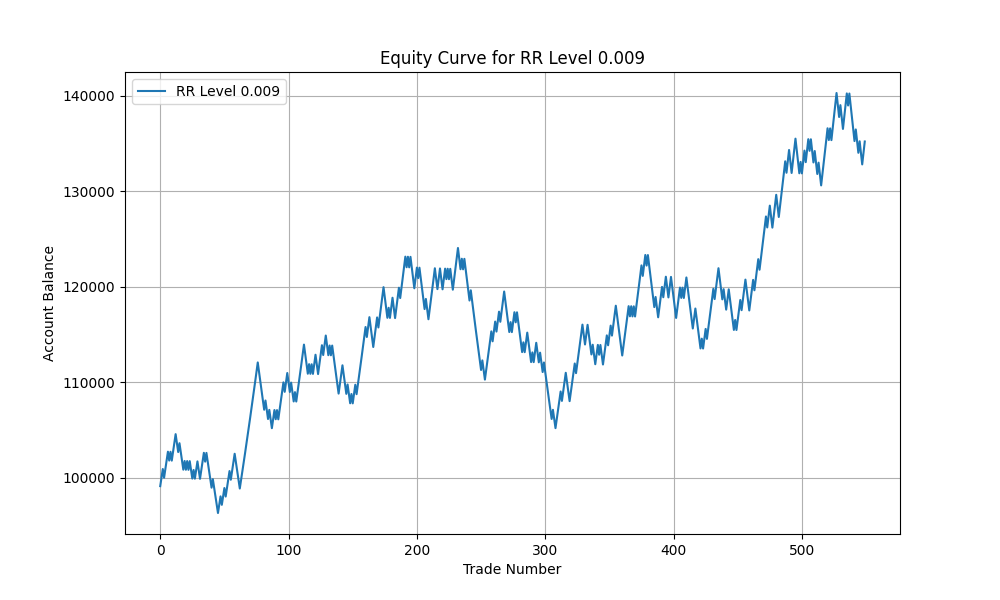 Equity Curve for RR Level 0.009
RR Level 0.009
Account Balance
140000
130000
120000
110000
100000
0 100 200 300 400 500
Trade Number